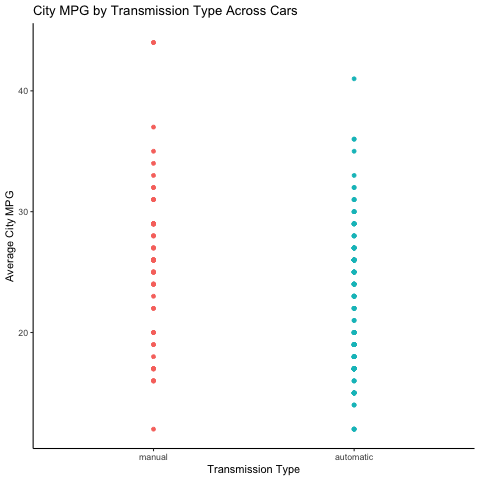 City MPG by Transmission Type Across Cars
Average City MPG
40
30
20
manual
automatic
Transmission Type